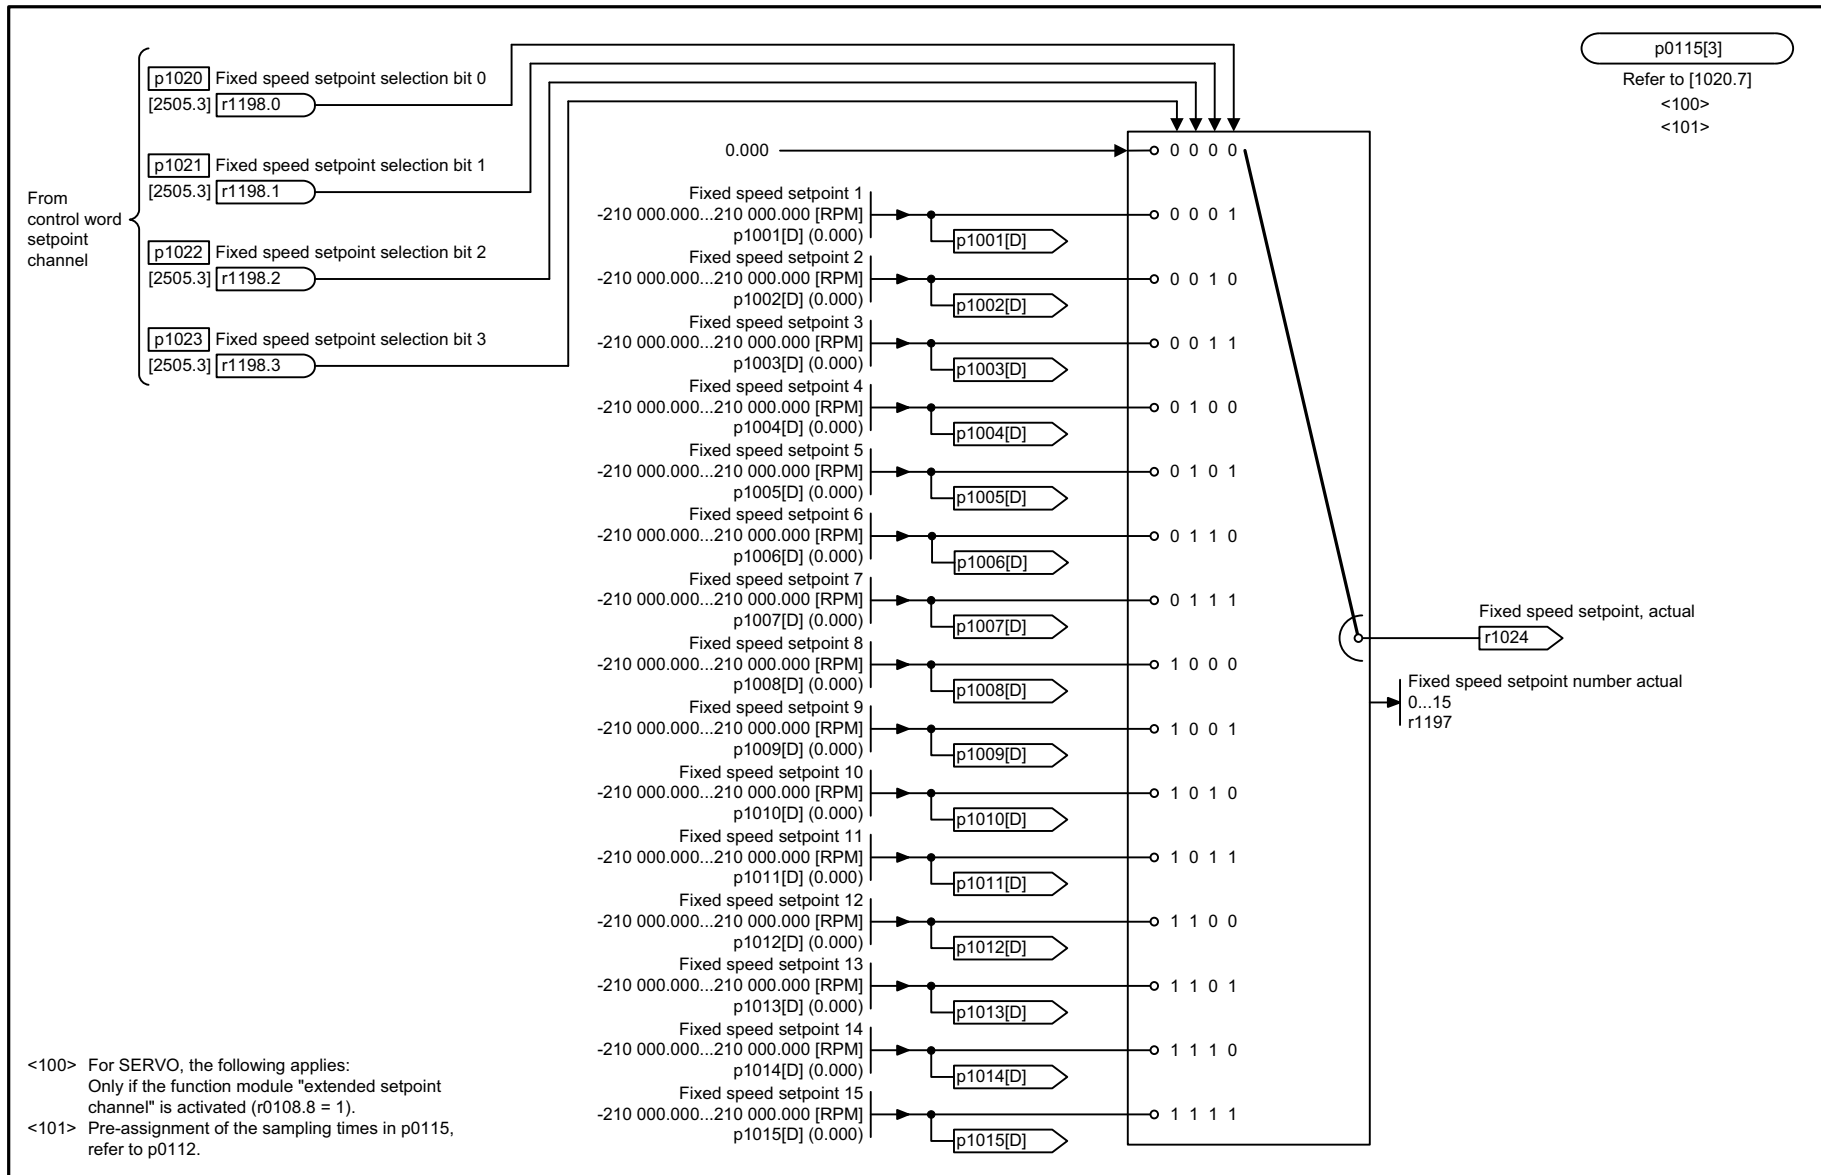 p0115[3]
Refer to [1020.7]
<100>
<101>
From
control word
setpoint
channel
p1020 Fixed speed setpoint selection bit 0
[2505.3] r1198.0
p1021 Fixed speed setpoint selection bit 1
[2505.3] r1198.1
p1022 Fixed speed setpoint selection bit 2
[2505.3] r1198.2
p1023 Fixed speed setpoint selection bit 3
[2505.3] r1198.3
0.000 0 0 0 0
Fixed speed setpoint 1
-210 000.000...210 000.000 [RPM] 0 0 0 1
p1001[D] (0.000) p1001[D]
Fixed speed setpoint 2
-210 000.000...210 000.000 [RPM] 0 0 1 0
p1002[D] (0.000) p1002[D]
Fixed speed setpoint 3
-210 000.000...210 000.000 [RPM] 0 0 1 1
p1003[D] (0.000) p1003[D]
Fixed speed setpoint 4
-210 000.000...210 000.000 [RPM] 0 1 0 0
p1004[D] (0.000) p1004[D]
Fixed speed setpoint 5
-210 000.000...210 000.000 [RPM] 0 1 0 1
p1005[D] (0.000) p1005[D]
Fixed speed setpoint 6
-210 000.000...210 000.000 [RPM] 0 1 1 0
p1006[D] (0.000) p1006[D]
Fixed speed setpoint 7
-210 000.000...210 000.000 [RPM] 0 1 1 1
p1007[D] (0.000) p1007[D]
Fixed speed setpoint 8
-210 000.000...210 000.000 [RPM] 1 0 0 0
p1008[D] (0.000) p1008[D]
Fixed speed setpoint 9
-210 000.000...210 000.000 [RPM] 1 0 0 1
p1009[D] (0.000) p1009[D]
Fixed speed setpoint 10
-210 000.000...210 000.000 [RPM] 1 0 1 0
p1010[D] (0.000) p1010[D]
Fixed speed setpoint 11
-210 000.000...210 000.000 [RPM] 1 0 1 1
p1011[D] (0.000) p1011[D]
Fixed speed setpoint 12
-210 000.000...210 000.000 [RPM] 1 1 0 0
p1012[D] (0.000) p1012[D]
Fixed speed setpoint 13
-210 000.000...210 000.000 [RPM] 1 1 0 1
p1013[D] (0.000) p1013[D]
Fixed speed setpoint 14
-210 000.000...210 000.000 [RPM] 1 1 1 0
p1014[D] (0.000) p1014[D]
Fixed speed setpoint 15
-210 000.000...210 000.000 [RPM] 1 1 1 1
p1015[D] (0.000) p1015[D]
Fixed speed setpoint, actual
r1024
Fixed speed setpoint number actual
0...15
r1197
<100> For SERVO, the following applies:
Only if the function module "extended setpoint
channel" is activated (r0108.8 = 1).
<101> Pre-assignment of the sampling times in p0115,
refer to p0112.